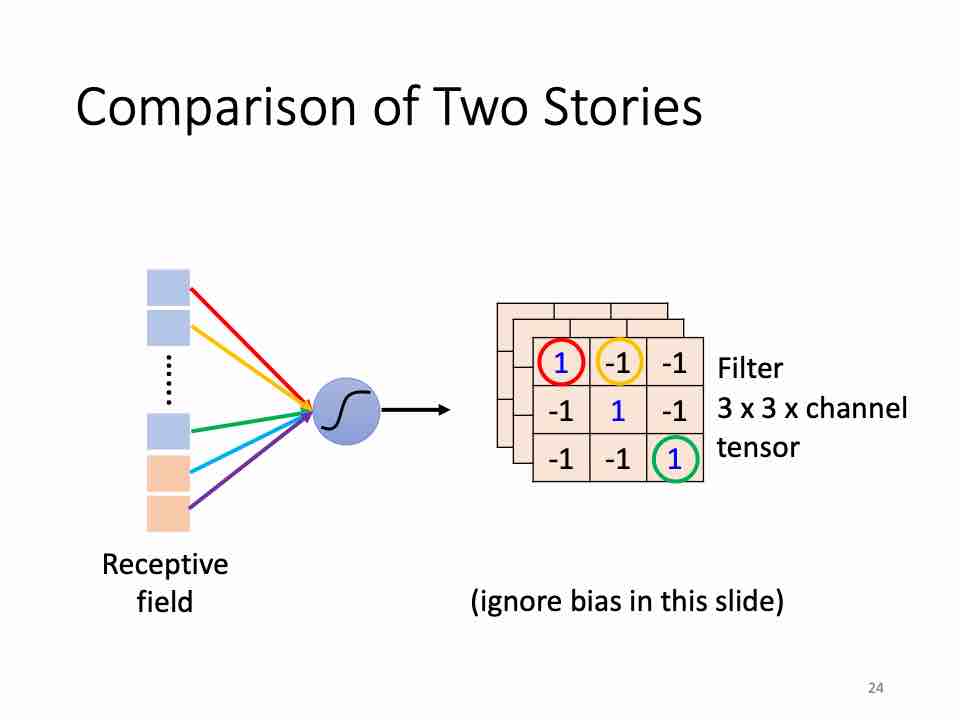 Comparison of Two Stories
1 -1 -1
-1 1 -1
-1 -1 1
Filter
3 x 3 x channel
tensor
Receptive
field
(ignore bias in this slide)
24